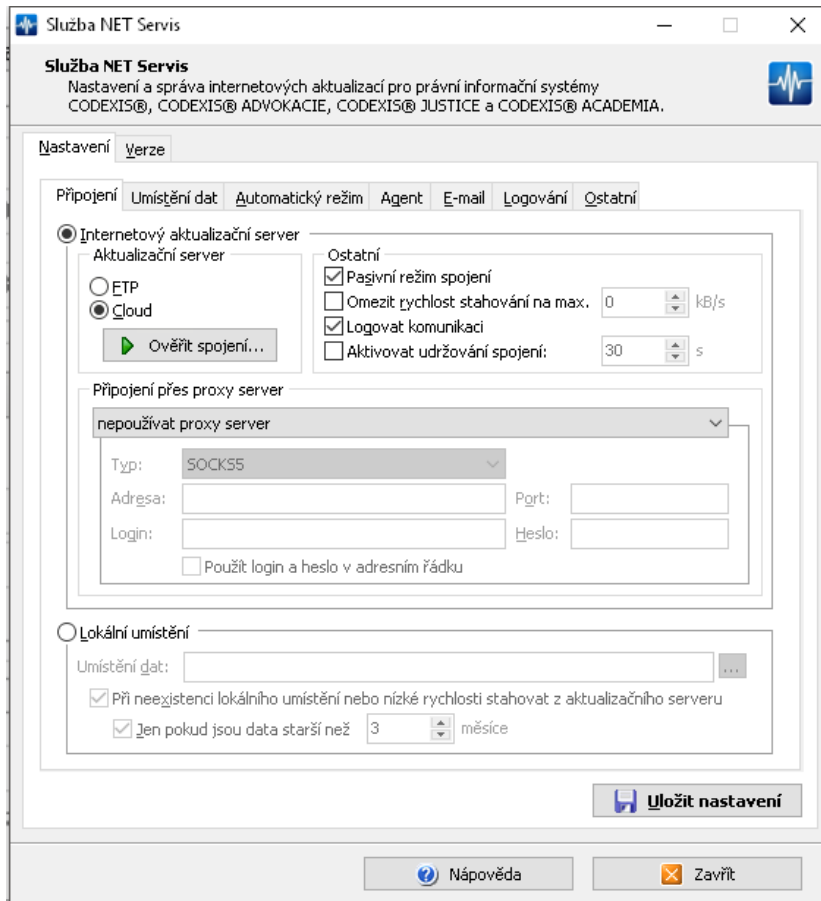 Služba NET Servis
Služba NET Servis
Nastavení a správa internetových aktualizací pro právní informační systémy
CODEXIS®, CODEXIS® ADVOKACIE, CODEXIS® JUSTICE a CODEXIS® ACADEMIA.
Nastavení Verze
Připojení Umístění dat Automatický režim Agent E-mail Logování Ostatní
Internetový aktualizační server
Aktualizační server
FTP
Cloud
Ověřit spojení...
Ostatní
Pasivní režim spojení
Omezit rychlost stahování na max. 0 kB/s
Logovat komunikaci
Aktivovat udržování spojení: 30 s
Připojení přes proxy server
nepoužívat proxy server
Typ: SOCKS5
Adresa: Port:
Login: Heslo:
Použít login a heslo v adresním řádku
Lokální umístění
Umístění dat: ...
Při neexistenci lokálního umístění nebo nízké rychlosti stahovat z aktualizačního serveru
Jen pokud jsou data starší než 3 měsíce
Uložit nastavení
Nápověda Zavřít